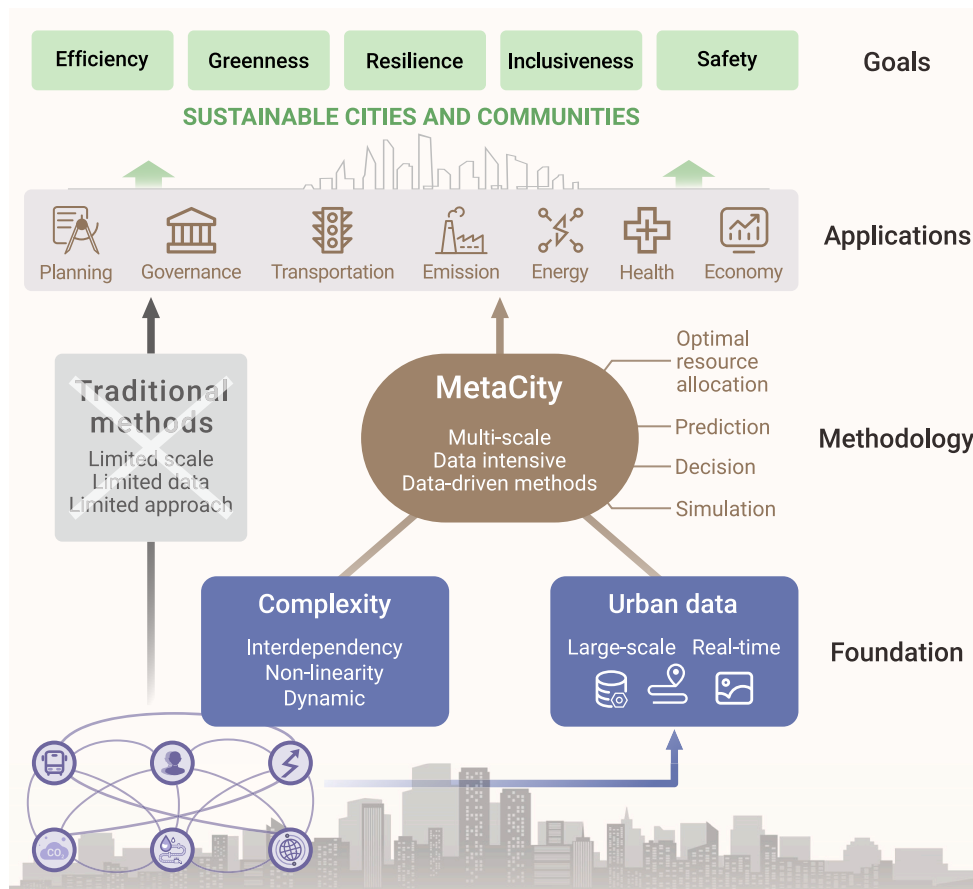 Efficiency
Greenness
Resilience
Inclusiveness
Safety
Goals
SUSTAINABLE CITIES AND COMMUNITIES
Planning
Governance
Transportation
Emission
Energy
Health
Economy
Applications
Traditional
methods
Limited scale
Limited data
Limited approach
MetaCity
Multi-scale
Data intensive
Data-driven methods
Optimal
resource
allocation
Prediction
Decision
Simulation
Methodology
Complexity
Interdependency
Non-linearity
Dynamic
Urban data
Large-scale
Real-time
Foundation
CO₂